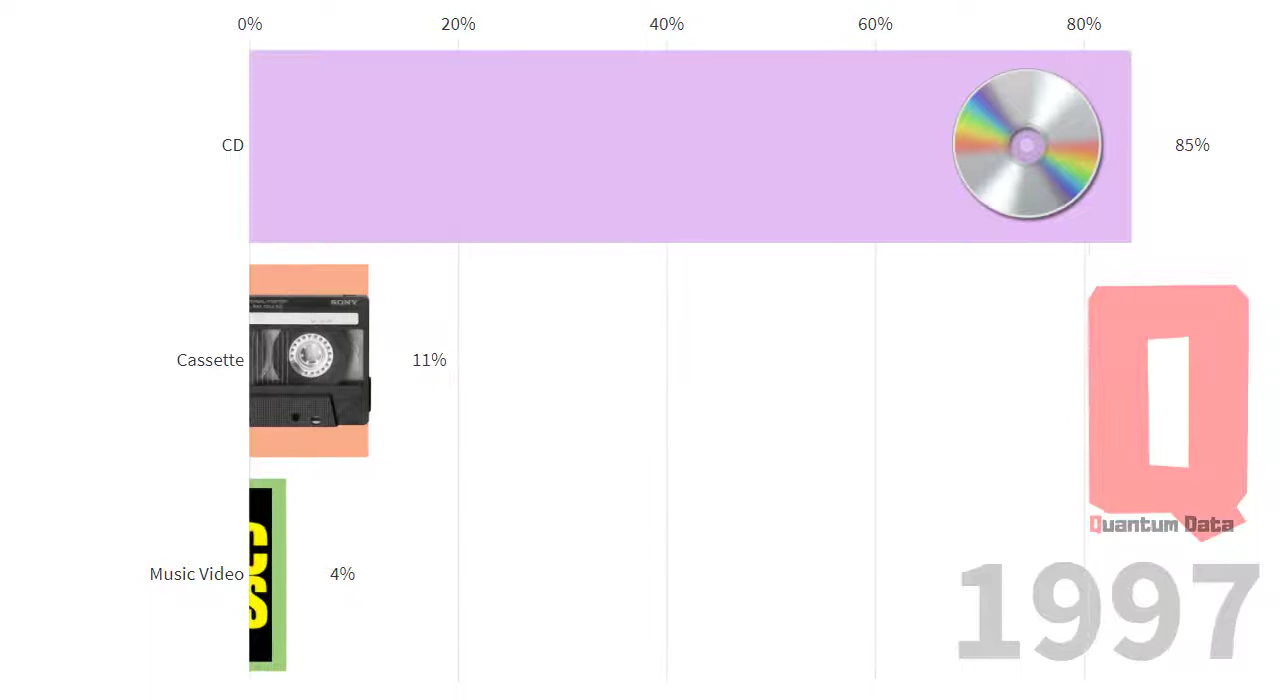 0% 20% 40% 60% 80%
CD 85%
SONY
Cassette 11%
Quantum Data
Music Video 4%
1997